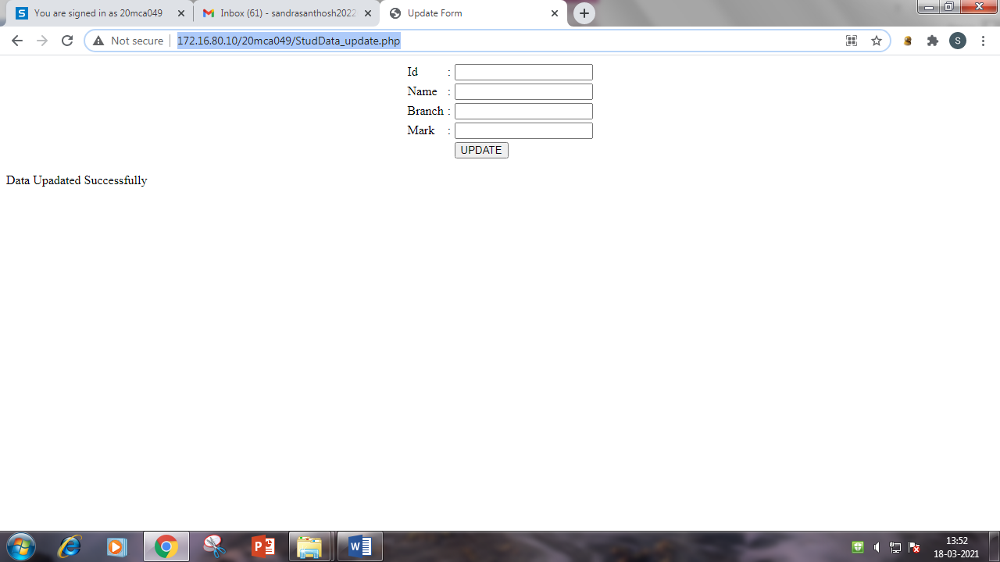 You are signed in as 20mca049
Inbox (61) - sandrasanthosh2022
Update Form
Not secure
172.16.80.10/20mca049/StudData_update.php
S
Id :
Name :
Branch :
Mark :
UPDATE
Data Upadated Successfully
13:52
18-03-2021